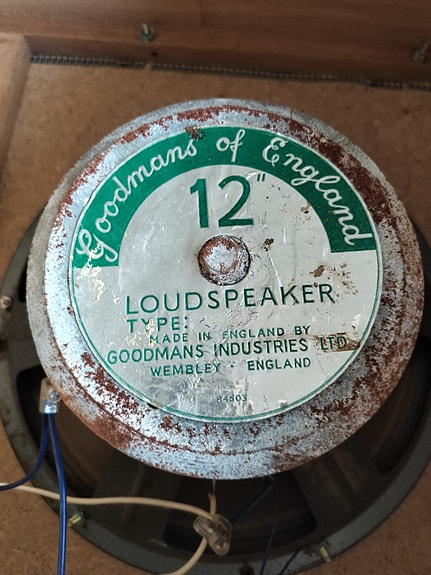 Goodmans of England
12"
LOUDSPEAKER
TYPE:
MADE IN ENGLAND BY
GOODMANS INDUSTRIES LTD
WEMBLEY - ENGLAND